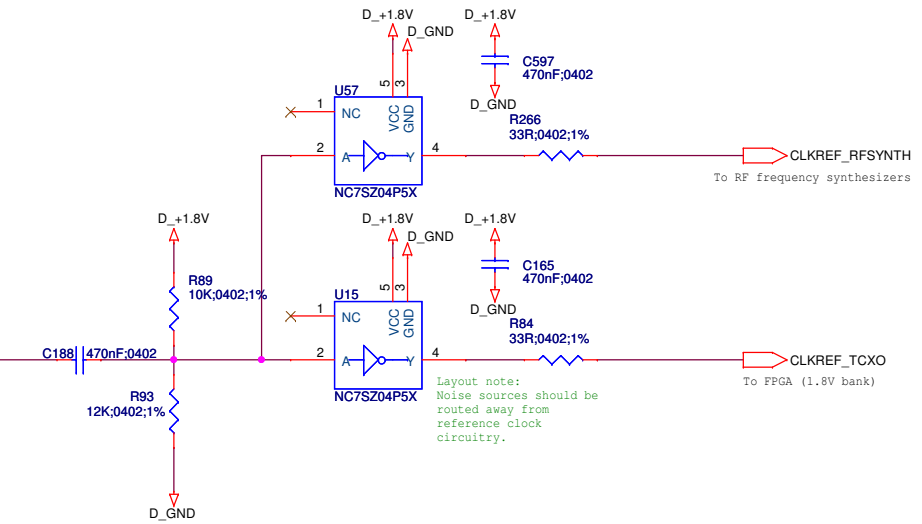 D_+1.8V
D_GND
C597
470nF;0402
D_GND
U57
5
3
1
NC
VCC
GND
2
A
Y
4
NC7SZ04P5X
R266
33R;0402;1%
CLKREF_RFSYNTH
To RF frequency synthesizers
D_+1.8V
D_+1.8V
D_GND
D_+1.8V
C165
470nF;0402
D_GND
R89
10K;0402;1%
U15
5
3
1
NC
VCC
GND
2
A
Y
4
NC7SZ04P5X
R84
33R;0402;1%
CLKREF_TCXO
To FPGA (1.8V bank)
C188
470nF;0402
R93
12K;0402;1%
D_GND
Layout note:
Noise sources should be
routed away from
reference clock
circuitry.
D_+1.8V